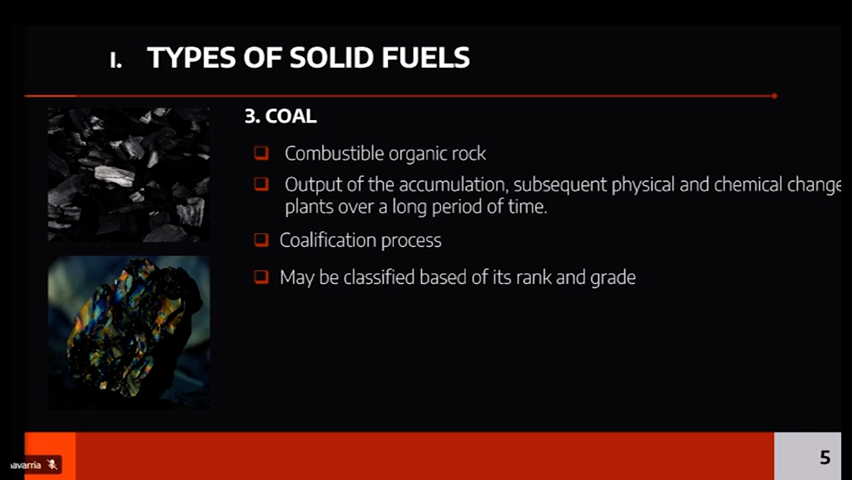 I. TYPES OF SOLID FUELS
3. COAL
Combustible organic rock
Output of the accumulation, subsequent physical and chemical change
plants over a long period of time.
Coalification process
May be classified based of its rank and grade
5